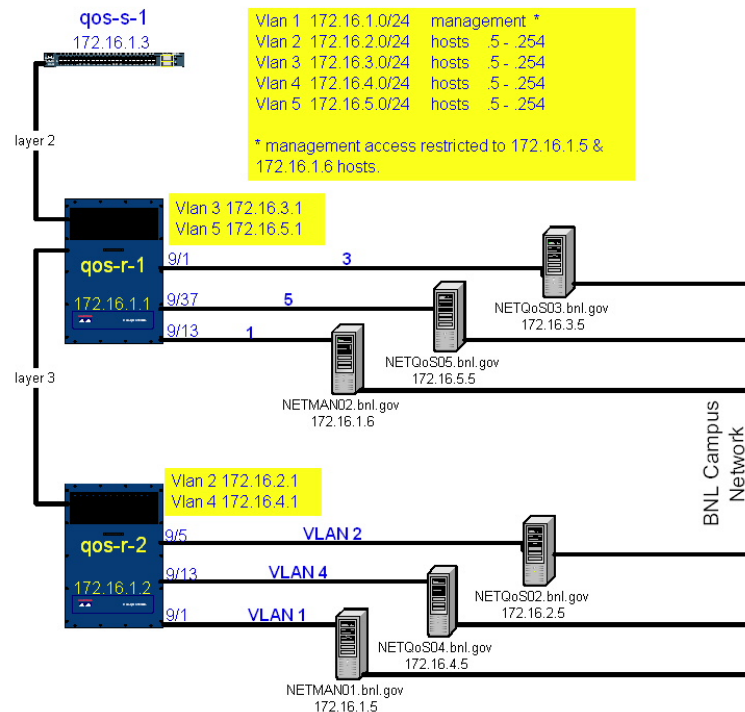 qos-s-1
172.16.1.3
Vlan 1 172.16.1.0/24 management *
Vlan 2 172.16.2.0/24 hosts .5 - .254
Vlan 3 172.16.3.0/24 hosts .5 - .254
Vlan 4 172.16.4.0/24 hosts .5 - .254
Vlan 5 172.16.5.0/24 hosts .5 - .254
* management access restricted to 172.16.1.5 &
172.16.1.6 hosts.
layer 2
Vlan 3 172.16.3.1
Vlan 5 172.16.5.1
qos-r-1
172.16.1.1
9/1
3
9/37
5
9/13
1
NETQoS03.bnl.gov
172.16.3.5
NETQoS05.bnl.gov
172.16.5.5
NETMAN02.bnl.gov
172.16.1.6
layer 3
BNL Campus
Network
Vlan 2 172.16.2.1
Vlan 4 172.16.4.1
qos-r-2
172.16.1.2
9/5
VLAN 2
9/13
VLAN 4
9/1
VLAN 1
NETQoS02.bnl.gov
172.16.2.5
NETQoS04.bnl.gov
172.16.4.5
NETMAN01.bnl.gov
172.16.1.5